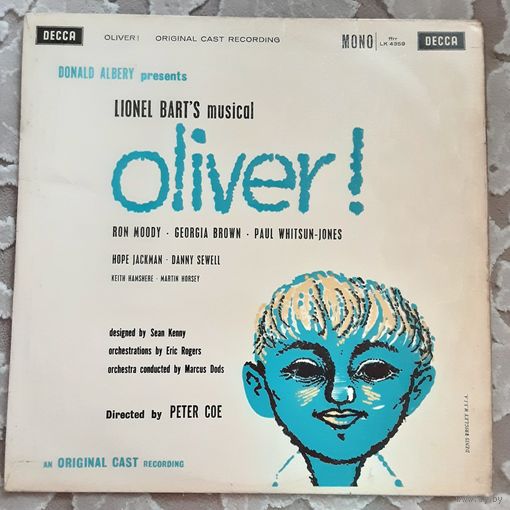 DECCA OLIVER! ORIGINAL CAST RECORDING MONO ffrr LK 4359 DECCA
DONALD ALBERY presents
LIONEL BART'S musical
oliver!
RON MOODY · GEORGIA BROWN · PAUL WHITSUN-JONES
HOPE JACKMAN · DANNY SEWELL
KEITH HAMSHERE · MARTIN HORSEY
designed by Sean Kenny
orchestrations by Eric Rogers
orchestra conducted by Marcus Dods
Directed by PETER COE
AN ORIGINAL CAST RECORDING